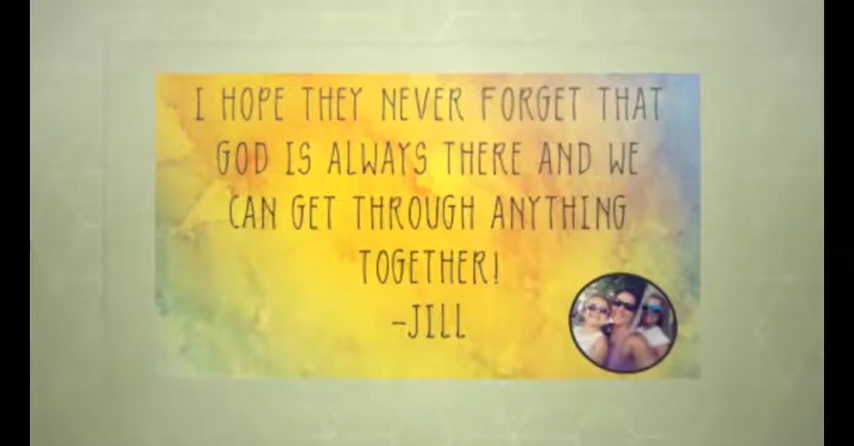 I HOPE THEY NEVER FORGET THAT
GOD IS ALWAYS THERE AND WE
CAN GET THROUGH ANYTHING
TOGETHER!
-JILL